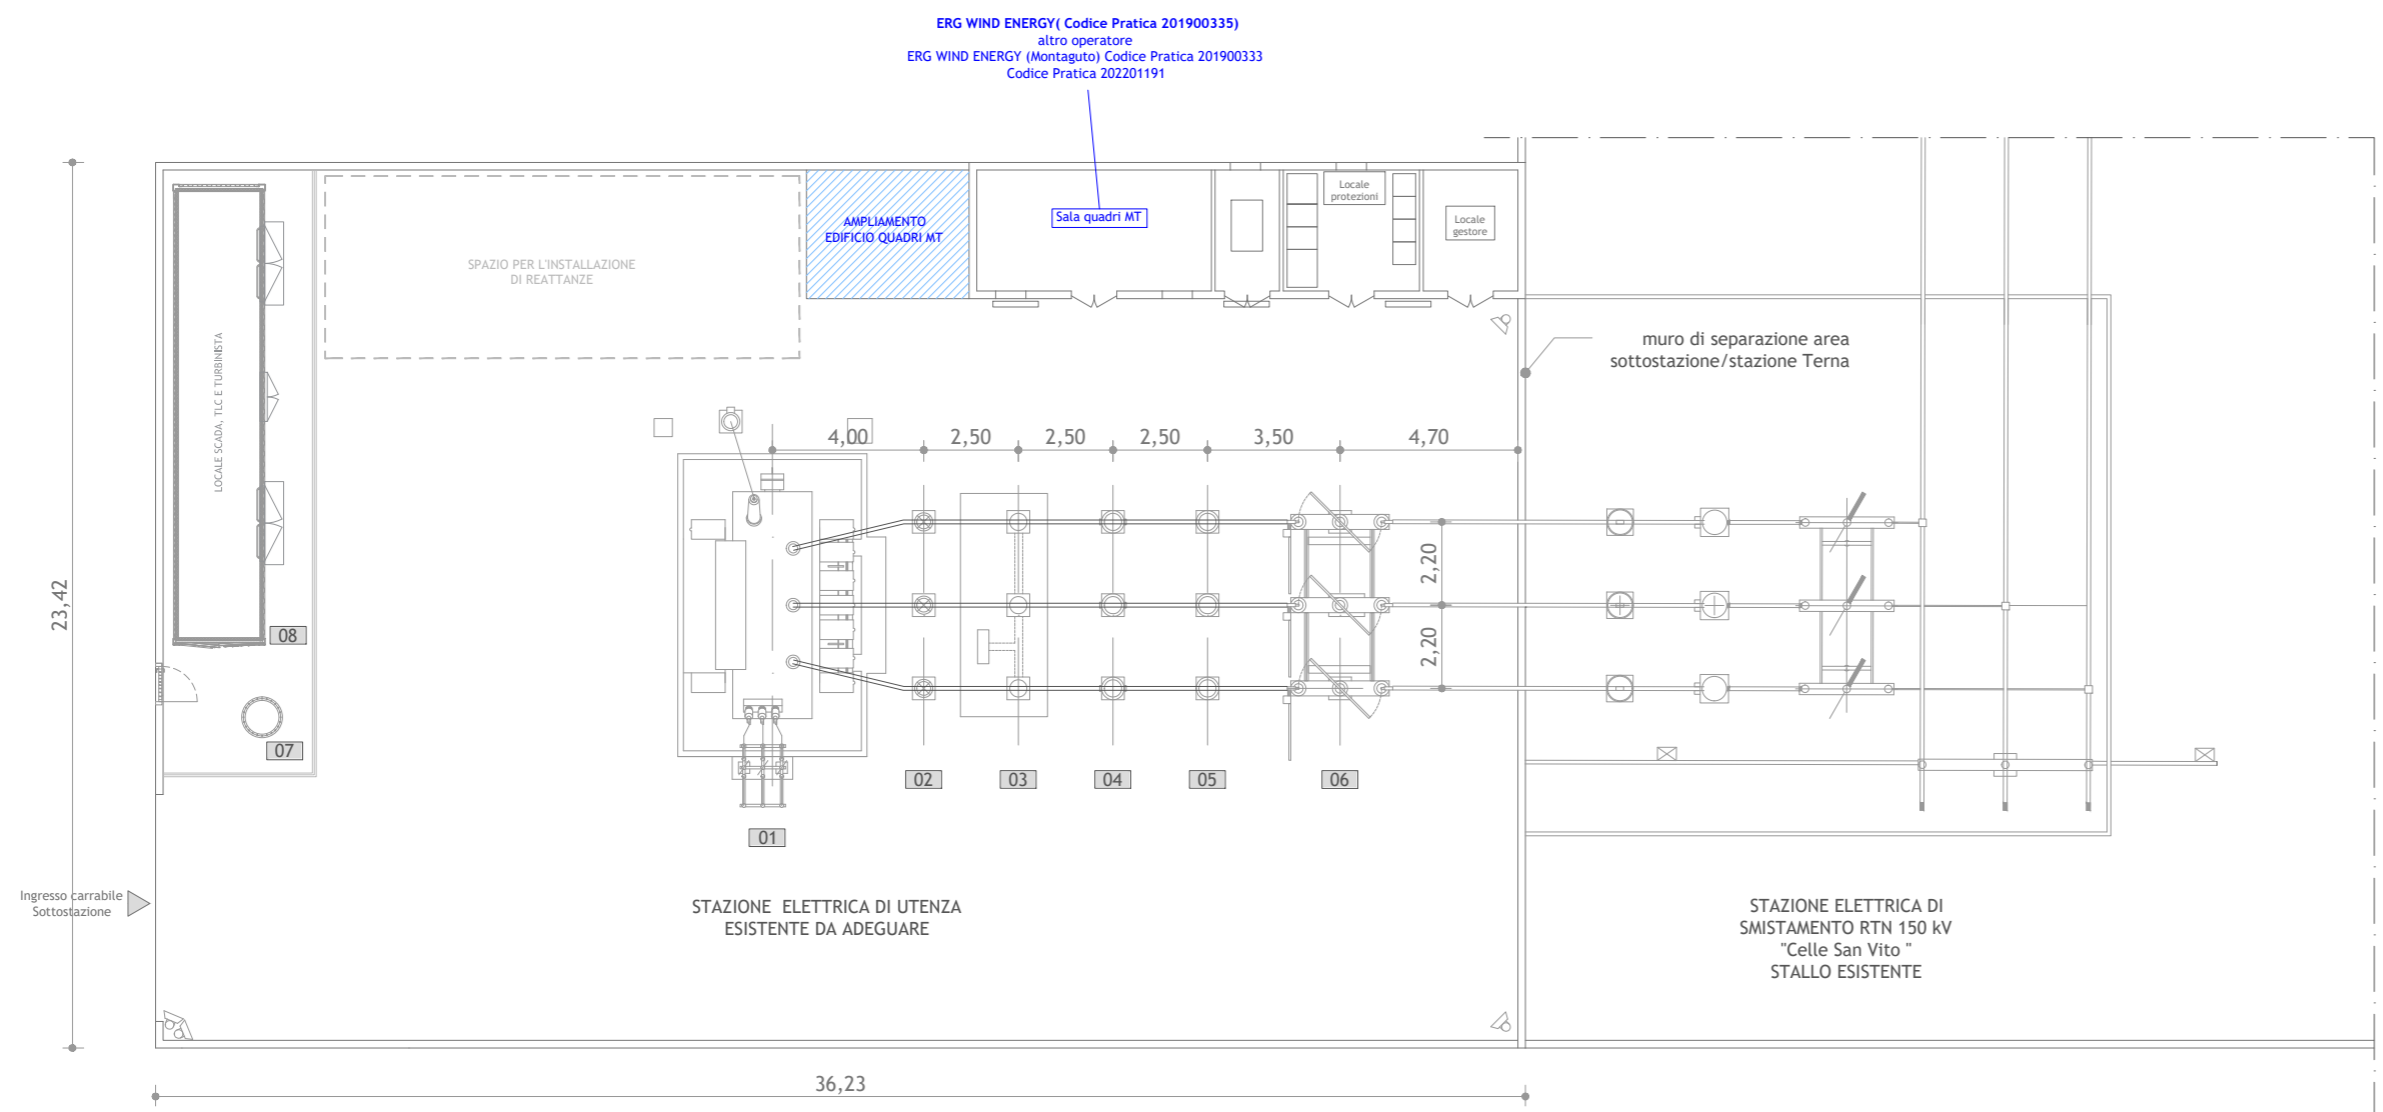 ERG WIND ENERGY( Codice Pratica 201900335)
altro operatore
ERG WIND ENERGY (Montaguto) Codice Pratica 201900333
Codice Pratica 202201191
AMPLIAMENTO
EDIFICIO QUADRI MT
Sala quadri MT
Locale
protezioni
Locale
gestore
SPAZIO PER L'INSTALLAZIONE
DI REATTANZE
LOCALE SCADA, TLC E TURBINISTA
muro di separazione area
sottostazione/stazione Terna
4,00
2,50
2,50
2,50
3,50
4,70
2,20
2,20
23,42
08
07
02
03
04
05
06
01
Ingresso carrabile
Sottostazione
STAZIONE ELETTRICA DI UTENZA
ESISTENTE DA ADEGUARE
STAZIONE ELETTRICA DI
SMISTAMENTO RTN 150 kV
"Celle San Vito "
STALLO ESISTENTE
36,23